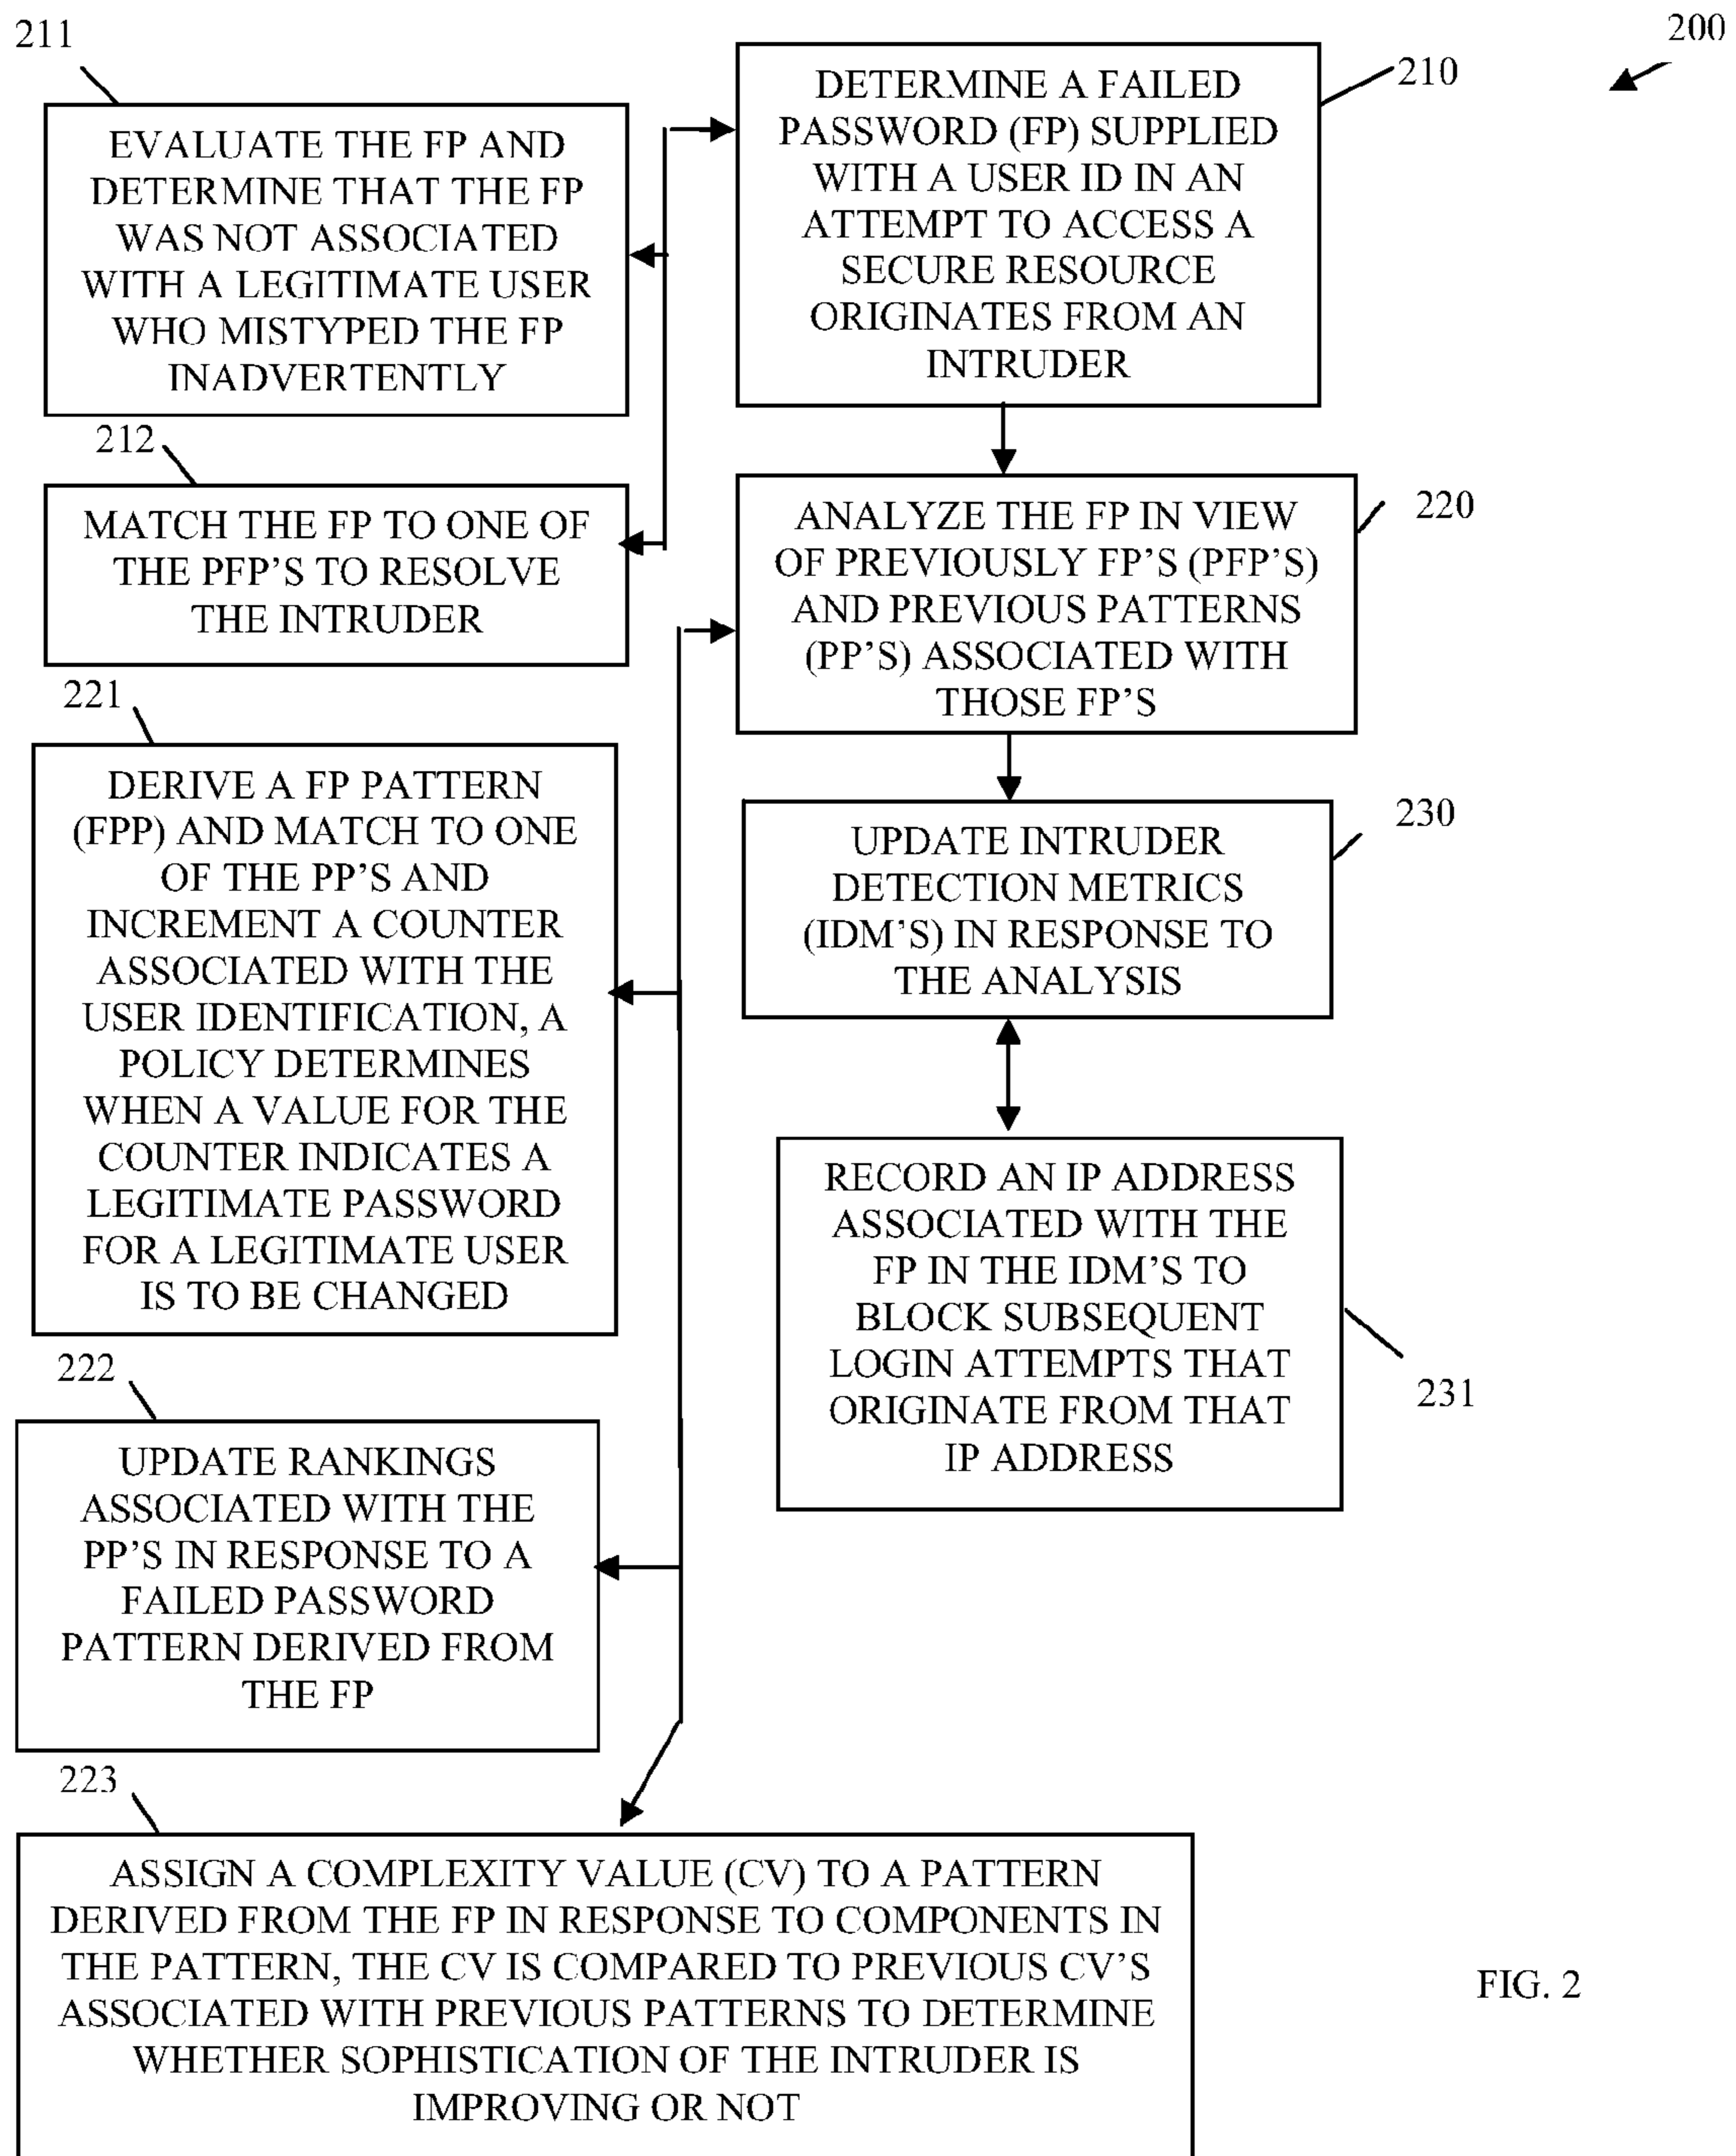 200
211
EVALUATE THE FP AND
DETERMINE THAT THE FP
WAS NOT ASSOCIATED
WITH A LEGITIMATE USER
WHO MISTYPED THE FP
INADVERTENTLY
210
DETERMINE A FAILED
PASSWORD (FP) SUPPLIED
WITH A USER ID IN AN
ATTEMPT TO ACCESS A
SECURE RESOURCE
ORIGINATES FROM AN
INTRUDER
212
MATCH THE FP TO ONE OF
THE PFP'S TO RESOLVE
THE INTRUDER
220
ANALYZE THE FP IN VIEW
OF PREVIOUSLY FP'S (PFP'S)
AND PREVIOUS PATTERNS
(PP'S) ASSOCIATED WITH
THOSE FP'S
221
DERIVE A FP PATTERN
(FPP) AND MATCH TO ONE
OF THE PP'S AND
INCREMENT A COUNTER
ASSOCIATED WITH THE
USER IDENTIFICATION, A
POLICY DETERMINES
WHEN A VALUE FOR THE
COUNTER INDICATES A
LEGITIMATE PASSWORD
FOR A LEGITIMATE USER
IS TO BE CHANGED
230
UPDATE INTRUDER
DETECTION METRICS
(IDM'S) IN RESPONSE TO
THE ANALYSIS
RECORD AN IP ADDRESS
ASSOCIATED WITH THE
FP IN THE IDM'S TO
BLOCK SUBSEQUENT
LOGIN ATTEMPTS THAT
ORIGINATE FROM THAT
IP ADDRESS
231
222
UPDATE RANKINGS
ASSOCIATED WITH THE
PP'S IN RESPONSE TO A
FAILED PASSWORD
PATTERN DERIVED FROM
THE FP
223
ASSIGN A COMPLEXITY VALUE (CV) TO A PATTERN
DERIVED FROM THE FP IN RESPONSE TO COMPONENTS IN
THE PATTERN, THE CV IS COMPARED TO PREVIOUS CV'S
ASSOCIATED WITH PREVIOUS PATTERNS TO DETERMINE
WHETHER SOPHISTICATION OF THE INTRUDER IS
IMPROVING OR NOT
FIG. 2